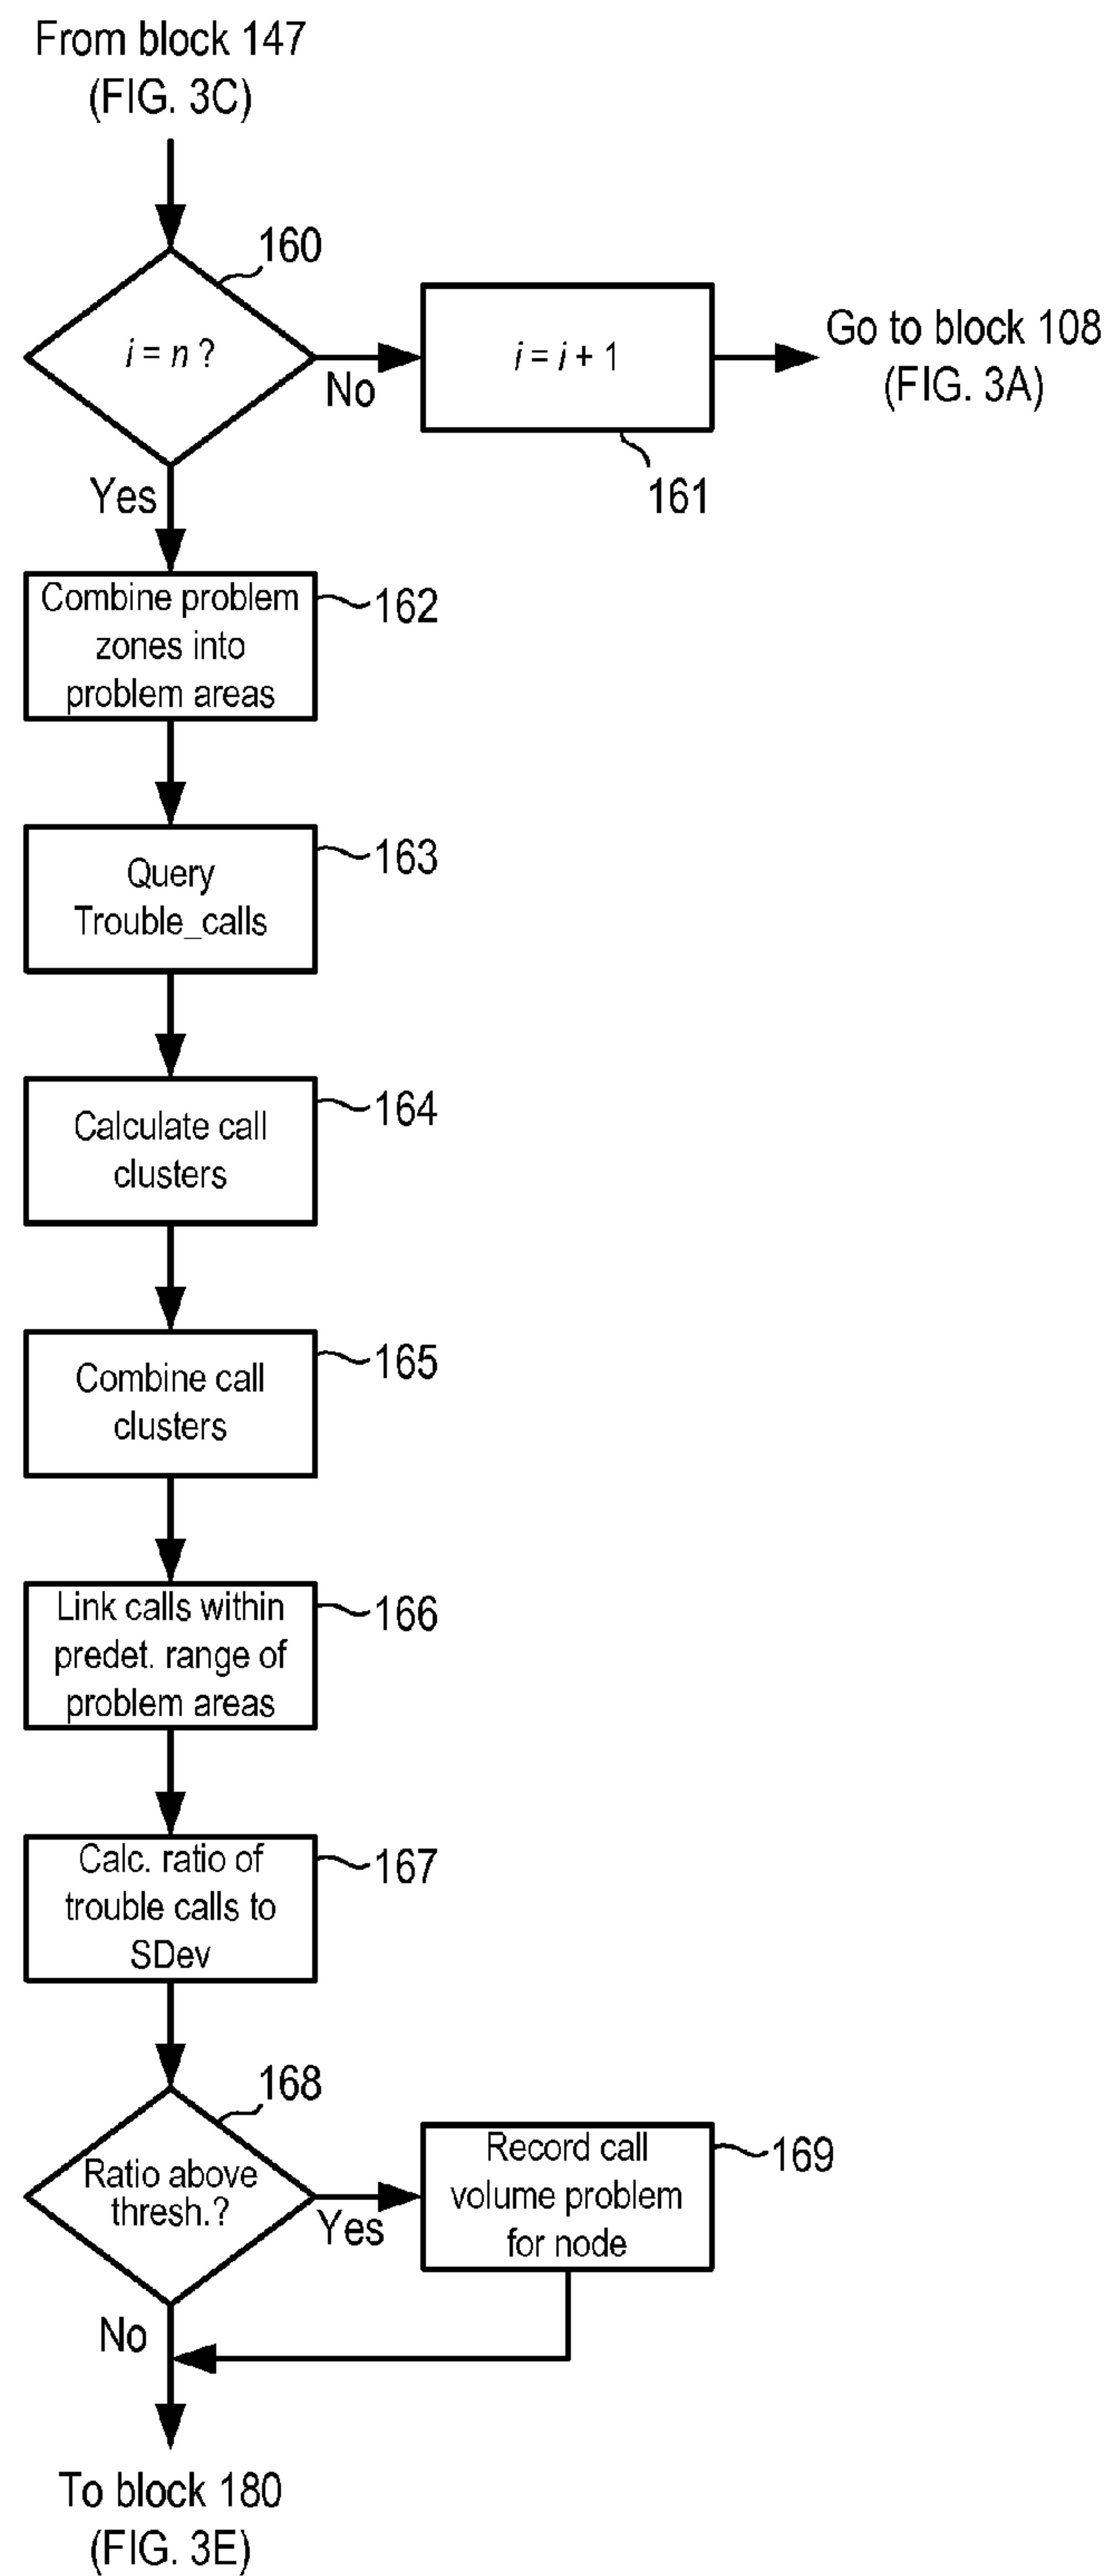 From block 147
(FIG. 3C)
160
i = n ?
No
i = i + 1
161
Go to block 108
(FIG. 3A)
Yes
Combine problem
zones into
problem areas
162
Query
Trouble_calls
163
Calculate call
clusters
164
Combine call
clusters
165
Link calls within
predet. range of
problem areas
166
Calc. ratio of
trouble calls to
SDev
167
168
Ratio above
thresh.?
Yes
Record call
volume problem
for node
169
No
To block 180
(FIG. 3E)